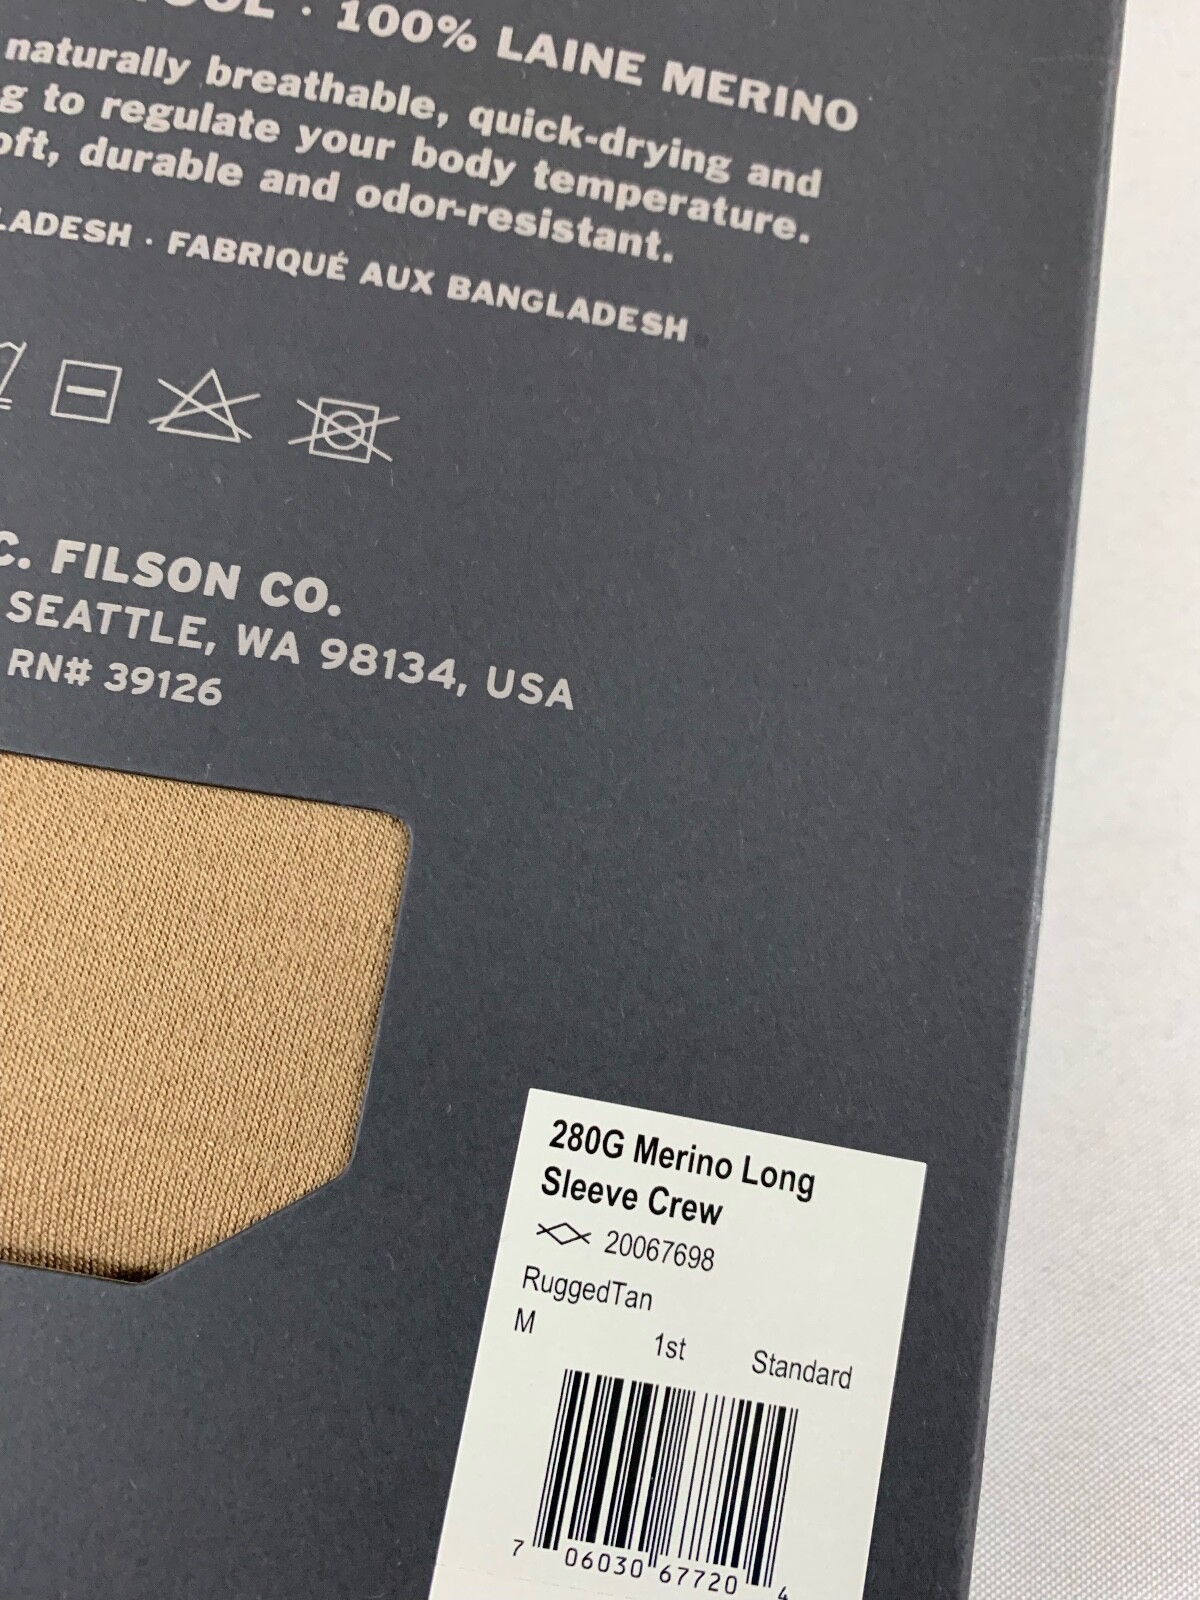 · 100% LAINE MERINO
naturally breathable, quick-drying and
to regulate your body temperature.
durable and odor-resistant.
· FABRIQUÉ AUX BANGLADESH
C. FILSON CO.
SEATTLE, WA 98134, USA
RN# 39126
280G Merino Long
Sleeve Crew
20067698
RuggedTan
M 1st Standard
7 06030 67720 4